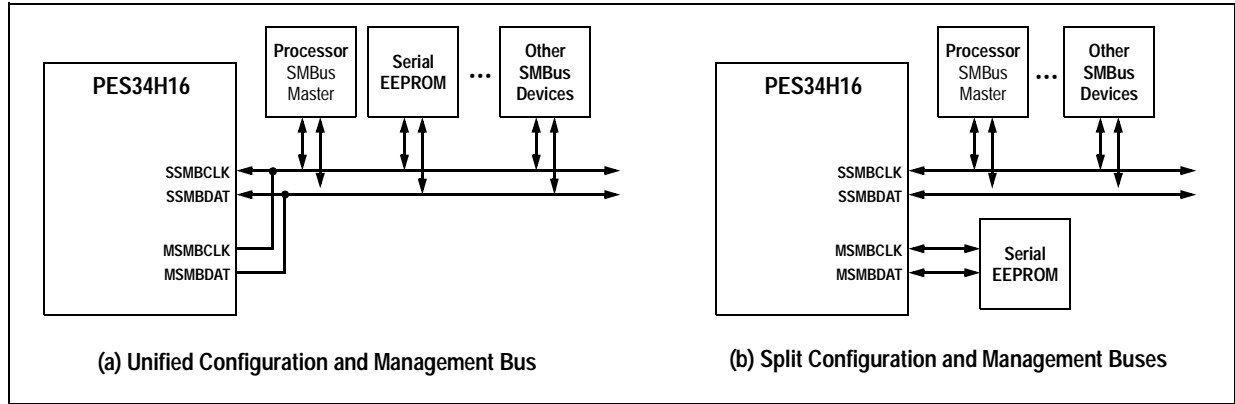 PES34H16
Processor
SMBus
Master
Serial
EEPROM
...
Other
SMBus
Devices
SSMBCLK
SSMBDAT
MSMBCLK
MSMBDAT
(a) Unified Configuration and Management Bus
PES34H16
Processor
SMBus
Master
...
Other
SMBus
Devices
SSMBCLK
SSMBDAT
MSMBCLK
MSMBDAT
Serial
EEPROM
(b) Split Configuration and Management Buses